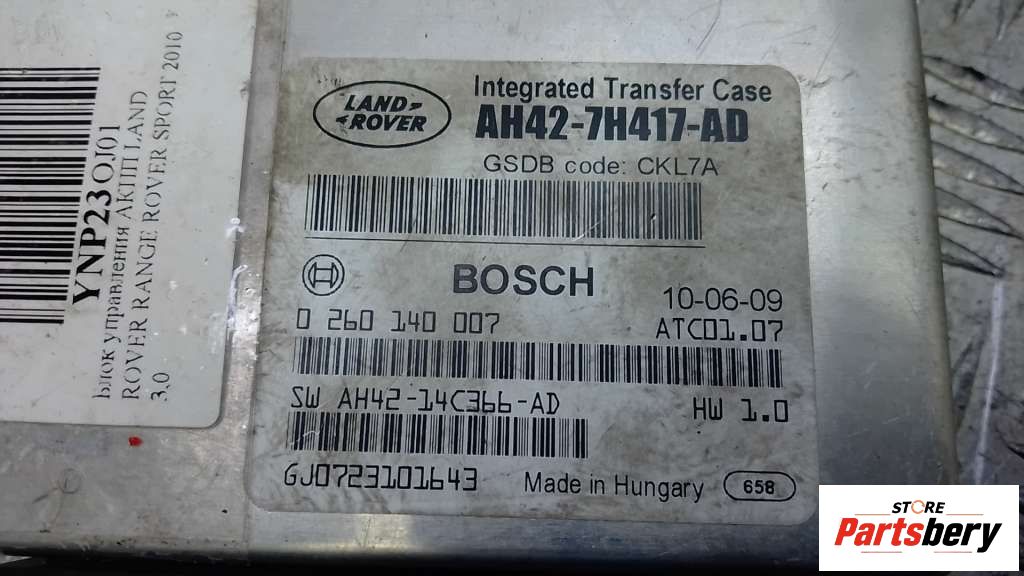 YNP23OJ01
Блок управления АКПП LAND
ROVER RANGE ROVER SPORT 2010
3.0
LAND
ROVER
Integrated Transfer Case
AH42-7H417-AD
GSDB code: CKL7A
BOSCH
10-06-09
0 260 140 007
ATC01.07
SW AH42-14C366-AD
HW 1.0
GJ0723101643
Made in Hungary
658
STORE
Partsbery